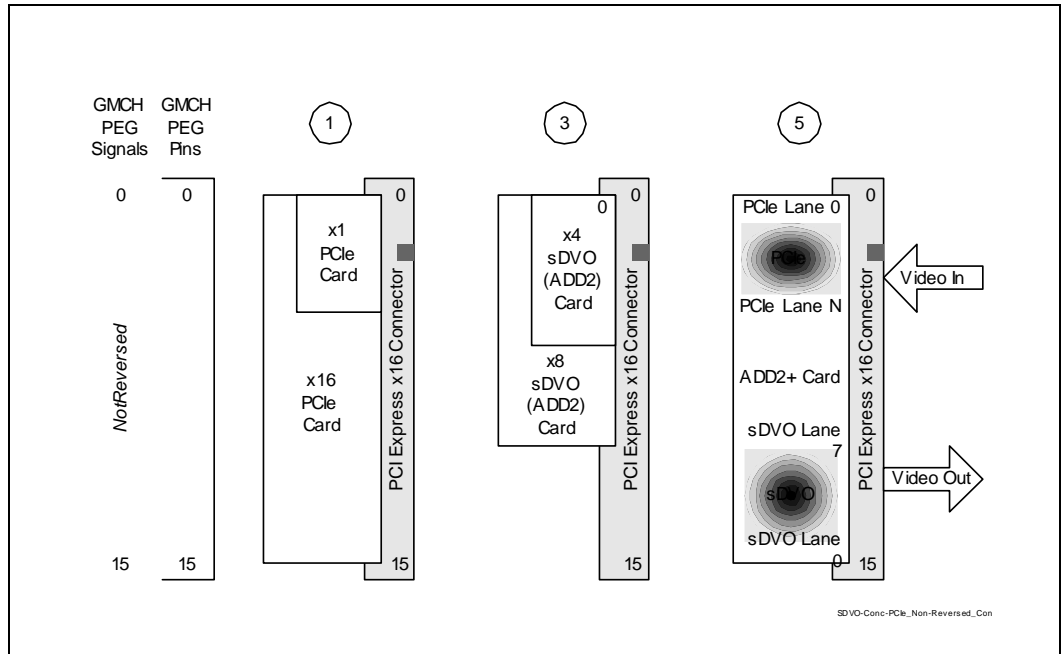 GMCH
PEG
Signals
GMCH
PEG
Pins
1
3
5
0
0
NotReversed
15
15
x1
PCIe
Card
x16
PCIe
Card
0
PCI Express x16 Connector
15
0
x4
sDVO
(ADD2)
Card
x8
sDVO
(ADD2)
Card
0
PCI Express x16 Connector
15
PCIe Lane 0
PCIe
PCIe Lane N
ADD2+ Card
sDVO Lane
7
sDVO
sDVO Lane
0
0
PCI Express x16 Connector
15
Video In
Video Out
SDVO-Conc-PCIe_Non-Reversed_Con